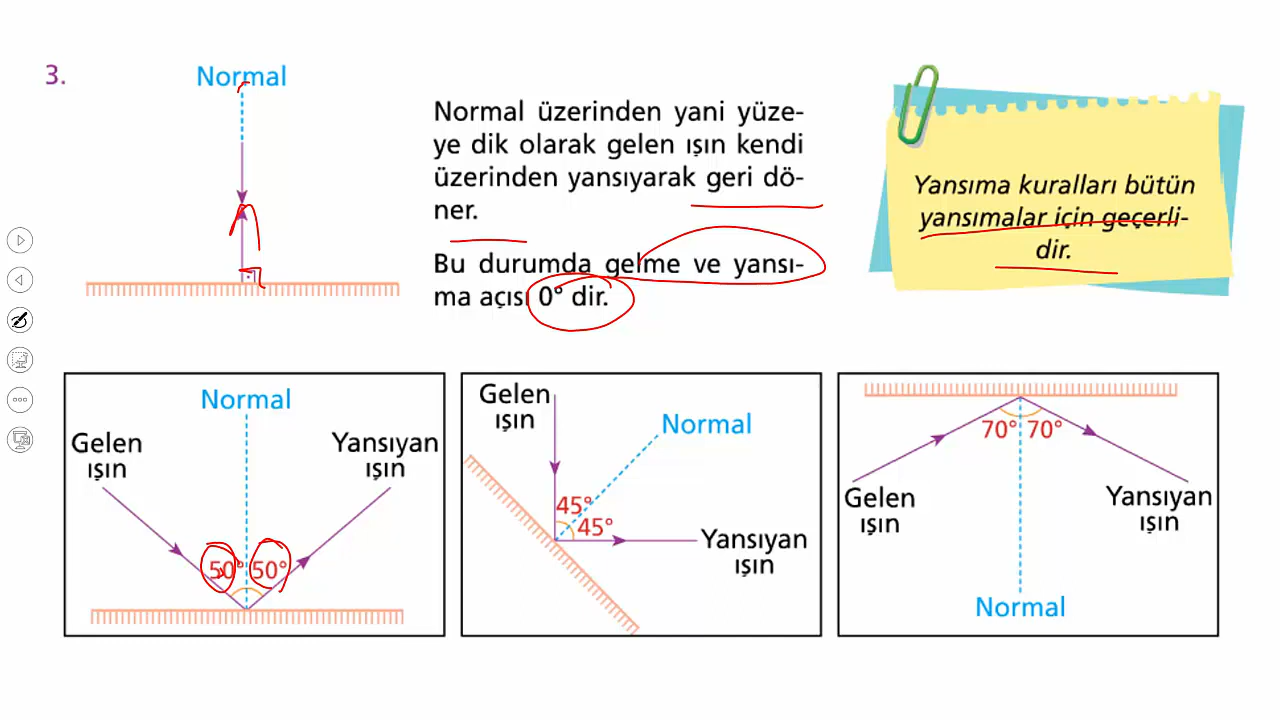 3.
Normal
Normal üzerinden yani yüze-
ye dik olarak gelen ışın kendi
üzerinden yansıyarak geri dö-
ner.
Bu durumda gelme ve yansı-
ma açısı 0° dir.
Yansıma kuralları bütün
yansımalar için geçerli-
dir.
Normal
Gelen
ışın
Yansıyan
ışın
50°
50°
Gelen
ışın
Normal
45°
45°
Yansıyan
ışın
70°
70°
Gelen
ışın
Yansıyan
ışın
Normal